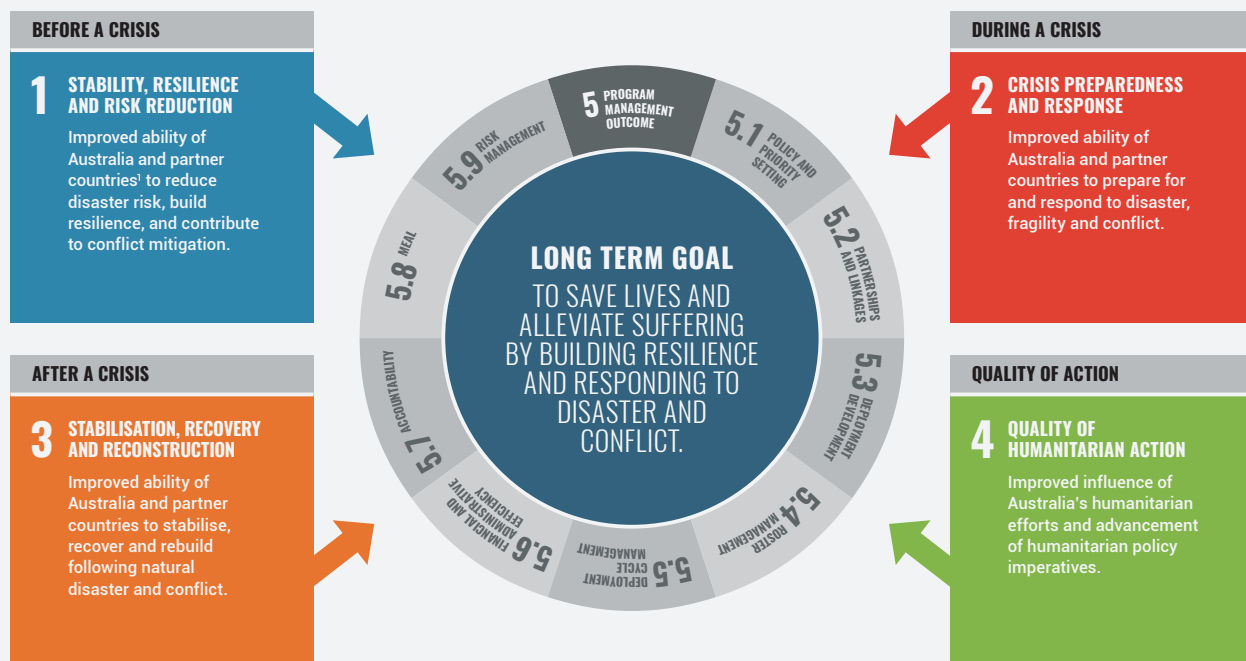 BEFORE A CRISIS
1 STABILITY, RESILIENCE
AND RISK REDUCTION
Improved ability of
Australia and partner
countries¹ to reduce
disaster risk, build
resilience, and contribute
to conflict mitigation.
DURING A CRISIS
2 CRISIS PREPAREDNESS
AND RESPONSE
Improved ability of
Australia and partner
countries to prepare for
and respond to disaster,
fragility and conflict.
AFTER A CRISIS
3 STABILISATION, RECOVERY
AND RECONSTRUCTION
Improved ability of
Australia and partner
countries to stabilise,
recover and rebuild
following natural
disaster and conflict.
QUALITY OF ACTION
4 QUALITY OF
HUMANITARIAN ACTION
Improved influence of
Australia's humanitarian
efforts and advancement
of humanitarian policy
imperatives.
5 PROGRAM
MANAGEMENT
OUTCOME
5.1 POLICY AND
PRIORITY
SETTING
5.2 PARTNERSHIPS
AND LINKAGES
5.3 DEPLOYMENT
DEVELOPMENT
5.4 ROSTER
MANAGEMENT
5.5 DEPLOYMENT
CYCLE
MANAGEMENT
5.6 FINANCIAL AND
ADMINISTRATIVE
EFFICIENCY
5.7 ACCOUNTABILITY
5.8 MEAL
5.9 RISK
MANAGEMENT
LONG TERM GOAL
TO SAVE LIVES AND
ALLEVIATE SUFFERING
BY BUILDING RESILIENCE
AND RESPONDING TO
DISASTER AND
CONFLICT.